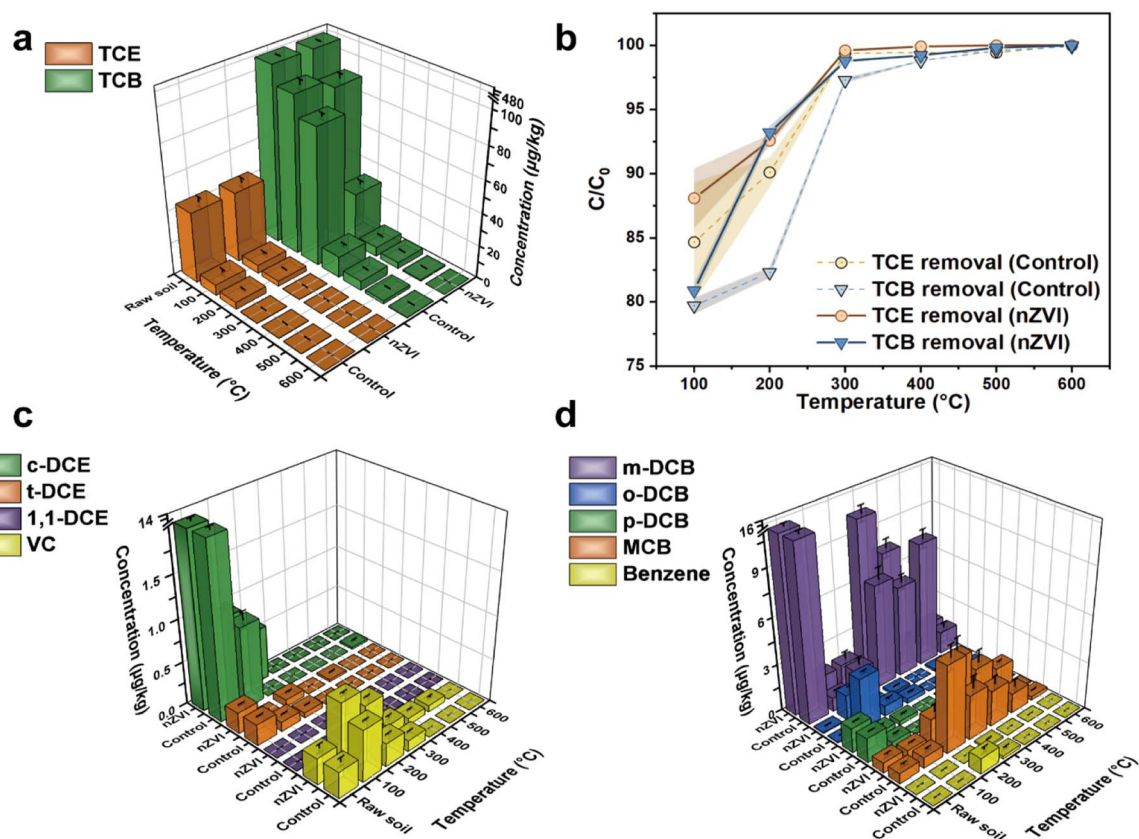 a
TCE
TCB
480
100
80
60
40
20
0
Concentration (µg/kg)
Raw soil
100
200
300
400
500
600
Temperature (°C)
Control
nZVI
Control
nZVI
b
100
95
90
85
80
75
C/C₀
TCE removal (Control)
TCB removal (Control)
TCE removal (nZVI)
TCB removal (nZVI)
100 200 300 400 500 600
Temperature (°C)
c
c-DCE
t-DCE
1,1-DCE
VC
14
1.5
1.0
0.5
0.0
Concentration (µg/kg)
nZVI
Control
nZVI
Control
nZVI
Control
nZVI
Control
Raw soil
100
200
300
400
500
600
Temperature (°C)
d
m-DCB
o-DCB
p-DCB
MCB
Benzene
16
9
6
3
0
Concentration (µg/kg)
nZVI
Control
nZVI
Control
nZVI
Control
nZVI
Control
nZVI
Control
Raw soil
100
200
300
400
500
600
Temperature (°C)